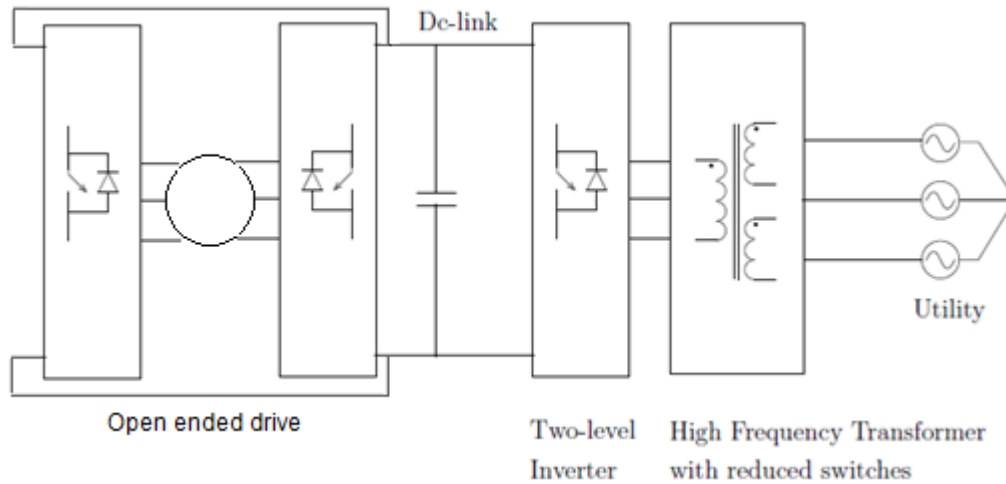 Dc-link
Utility
Open ended drive
Two-level
Inverter
High Frequency Transformer
with reduced switches